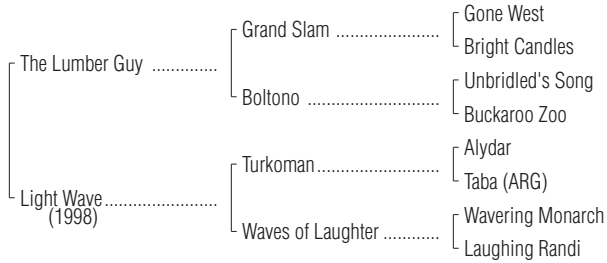 Gone West
Grand Slam ..................
Bright Candles
The Lumber Guy .............
Unbridled's Song
Boltono .......................
Buckaroo Zoo
Alydar
Turkoman.....................
Taba (ARG)
Light Wave......................
(1998)
Wavering Monarch
Waves of Laughter ...........
Laughing Randi